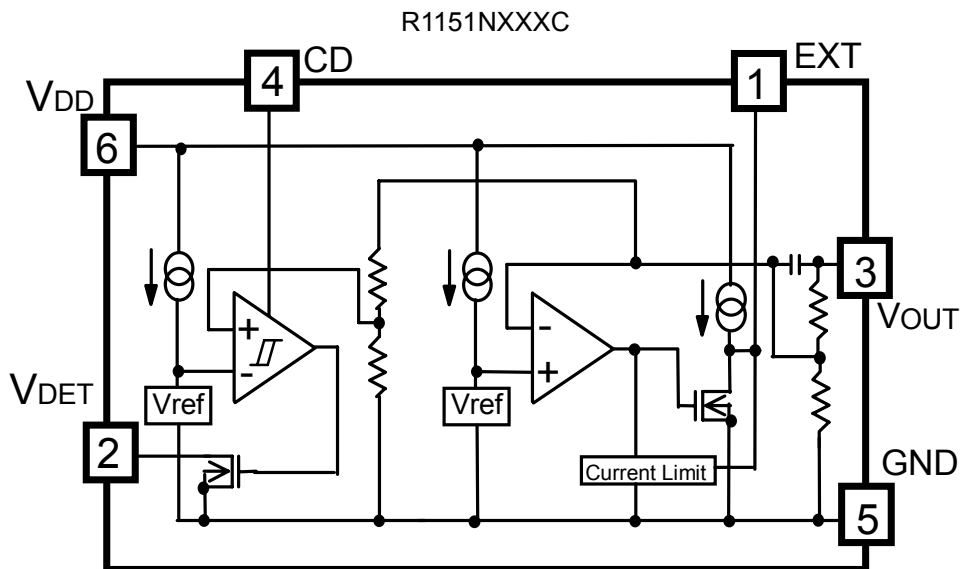 R1151NXXXC
4 CD
1 EXT
VDD
6
3
VOUT
+
-
-
+
VDET
Vref
Vref
2
Current Limit
GND
5